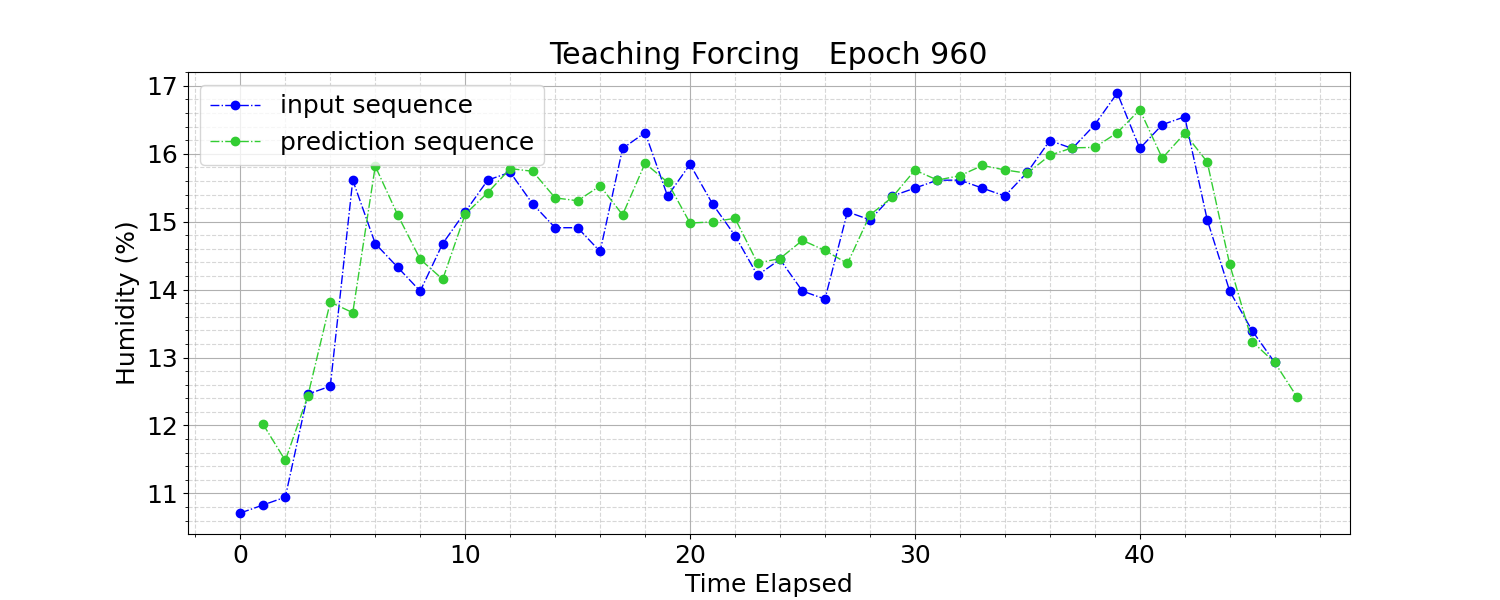 Teaching Forcing   Epoch 960
input sequence
prediction sequence
17
16
15
14
13
12
11
Humidity (%)
0 10 20 30 40
Time Elapsed